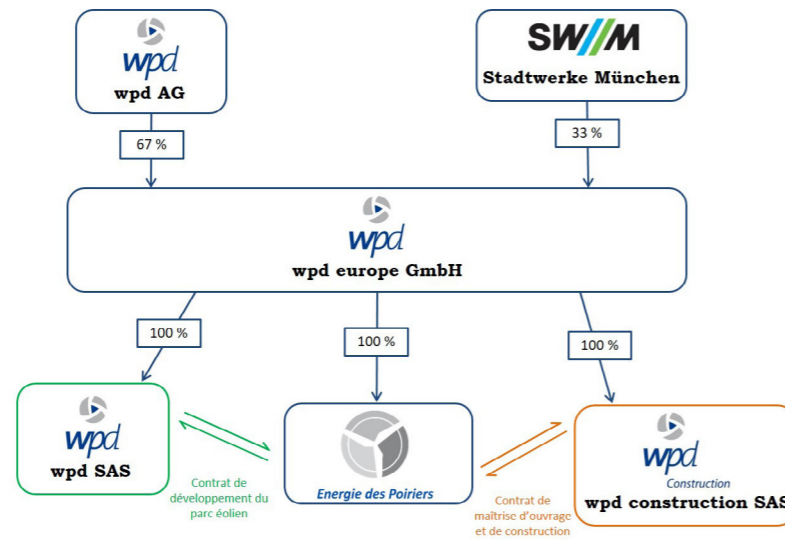 wpd
wpd AG
SW//M
Stadtwerke München
67 %
33 %
wpd
wpd europe GmbH
100 %
100 %
100 %
wpd
wpd SAS
Contrat de
développement du
parc éolien
Energie des Poiriers
Contrat de
maîtrise d'ouvrage
et de construction
wpd
Construction
wpd construction SAS